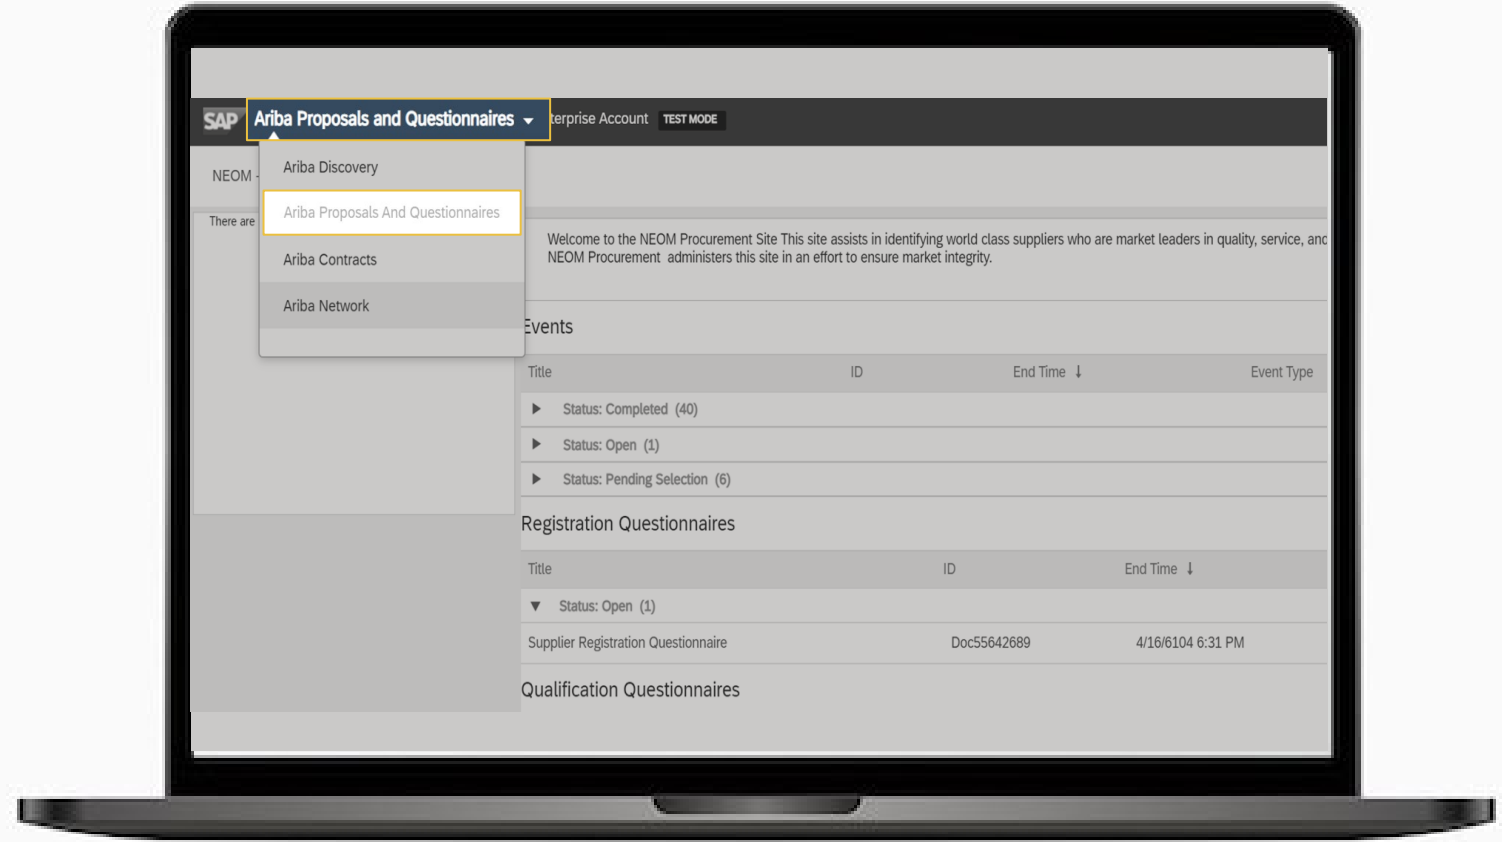 SAP Ariba Proposals and Questionnaires Enterprise Account TEST MODE
Ariba Discovery
NEOM -
Ariba Proposals And Questionnaires
There are
Ariba Contracts
Ariba Network
Welcome to the NEOM Procurement Site This site assists in identifying world class suppliers who are market leaders in quality, service, and
NEOM Procurement administers this site in an effort to ensure market integrity.
Events
Title ID End Time ↓ Event Type
Status: Completed (40)
Status: Open (1)
Status: Pending Selection (6)
Registration Questionnaires
Title ID End Time ↓
Status: Open (1)
Supplier Registration Questionnaire Doc55642689 4/16/6104 6:31 PM
Qualification Questionnaires